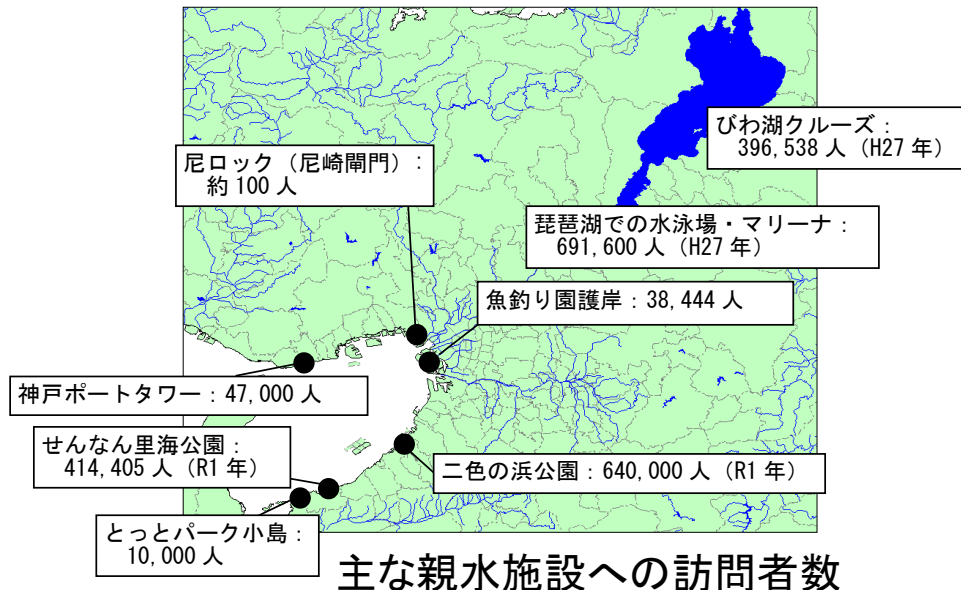 びわ湖クルーズ：
396,538 人（H27 年）
尼ロック（尼崎閘門）：
約 100 人
琵琶湖での水泳場・マリーナ：
691,600 人（H27 年）
魚釣り園護岸：38,444 人
神戸ポートタワー：47,000 人
せんなん里海公園：
414,405 人（R1 年）
二色の浜公園：640,000 人（R1 年）
とっとパーク小島：
10,000 人
主な親水施設への訪問者数